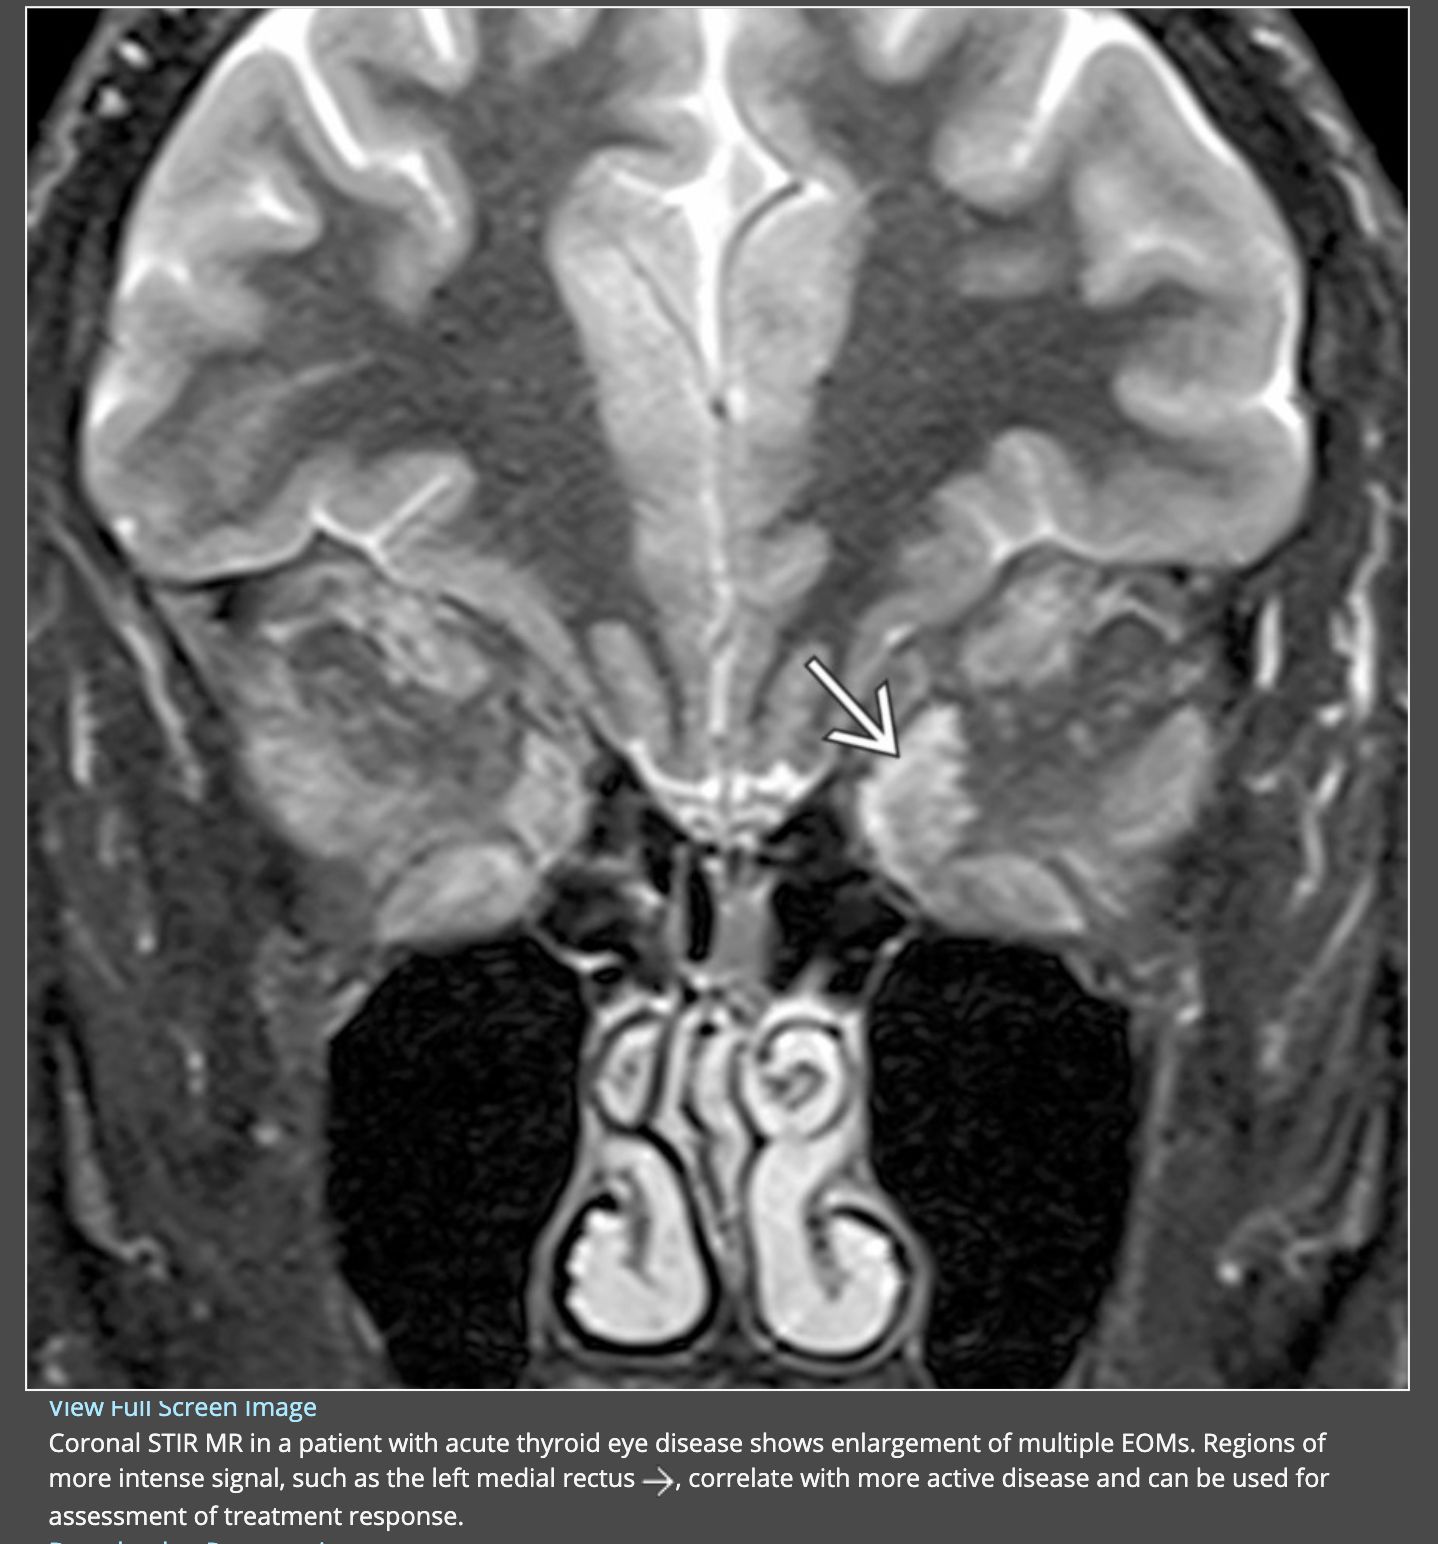 View Full Screen Image
Coronal STIR MR in a patient with acute thyroid eye disease shows enlargement of multiple EOMs. Regions of
more intense signal, such as the left medial rectus →, correlate with more active disease and can be used for
assessment of treatment response.